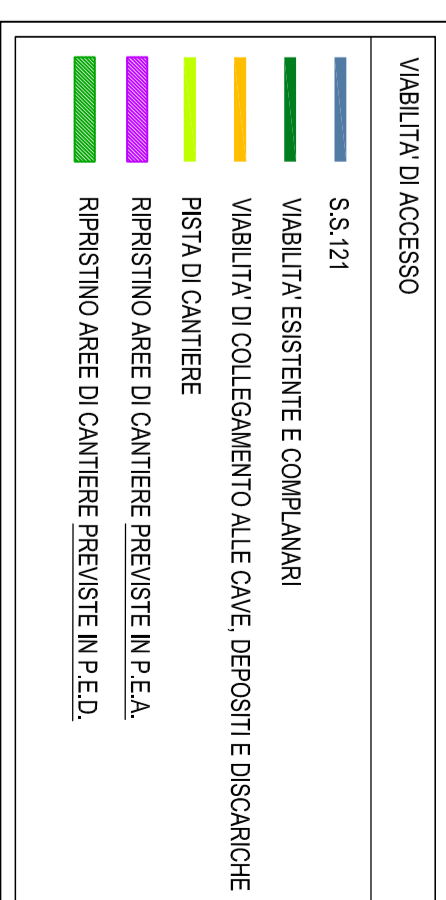 VIABILITA' DI ACCESSO
S.S.121
VIABILITA' ESISTENTE E COMPLANARI
VIABILITA' DI COLLEGAMENTO ALLE CAVE, DEPOSITI E DISCARICHE
PISTA DI CANTIERE
RIPRISTINO AREE DI CANTIERE PREVISTE IN P.E.A.
RIPRISTINO AREE DI CANTIERE PREVISTE IN P.E.D.